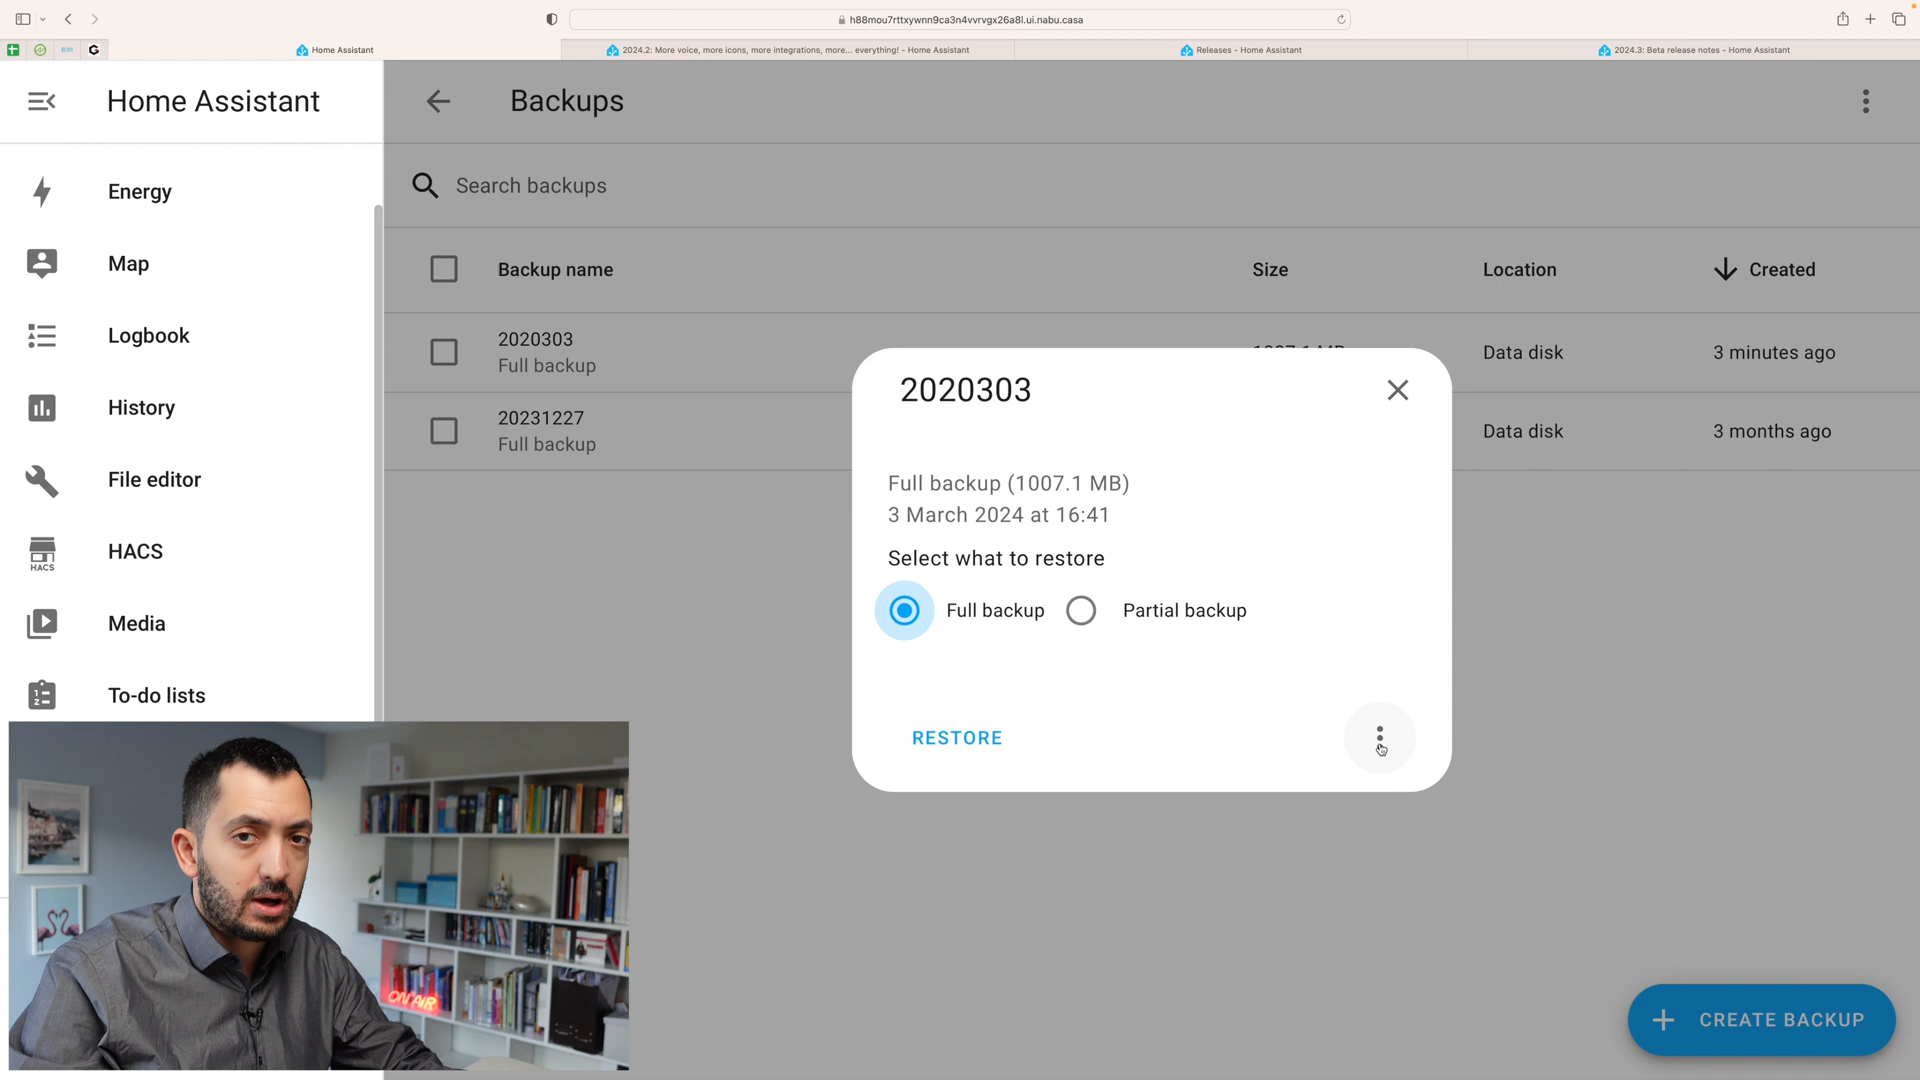 h88mou7rttxywnn9ca3n4vvrvgx26a8l.ui.nabu.casa
Home Assistant
2024.2: More voice, more icons, more integrations, more... everything! - Home Assistant
Releases - Home Assistant
2024.3: Beta release notes - Home Assistant
Home Assistant
Backups
Energy
Map
Logbook
History
File editor
HACS
HACS
Media
To-do lists
Search backups
Backup name
Size
Location
Created
2020303
Full backup
Data disk
3 minutes ago
20231227
Full backup
Data disk
3 months ago
2020303
Full backup (1007.1 MB)
3 March 2024 at 16:41
Select what to restore
Full backup
Partial backup
RESTORE
CREATE BACKUP
ON AIR